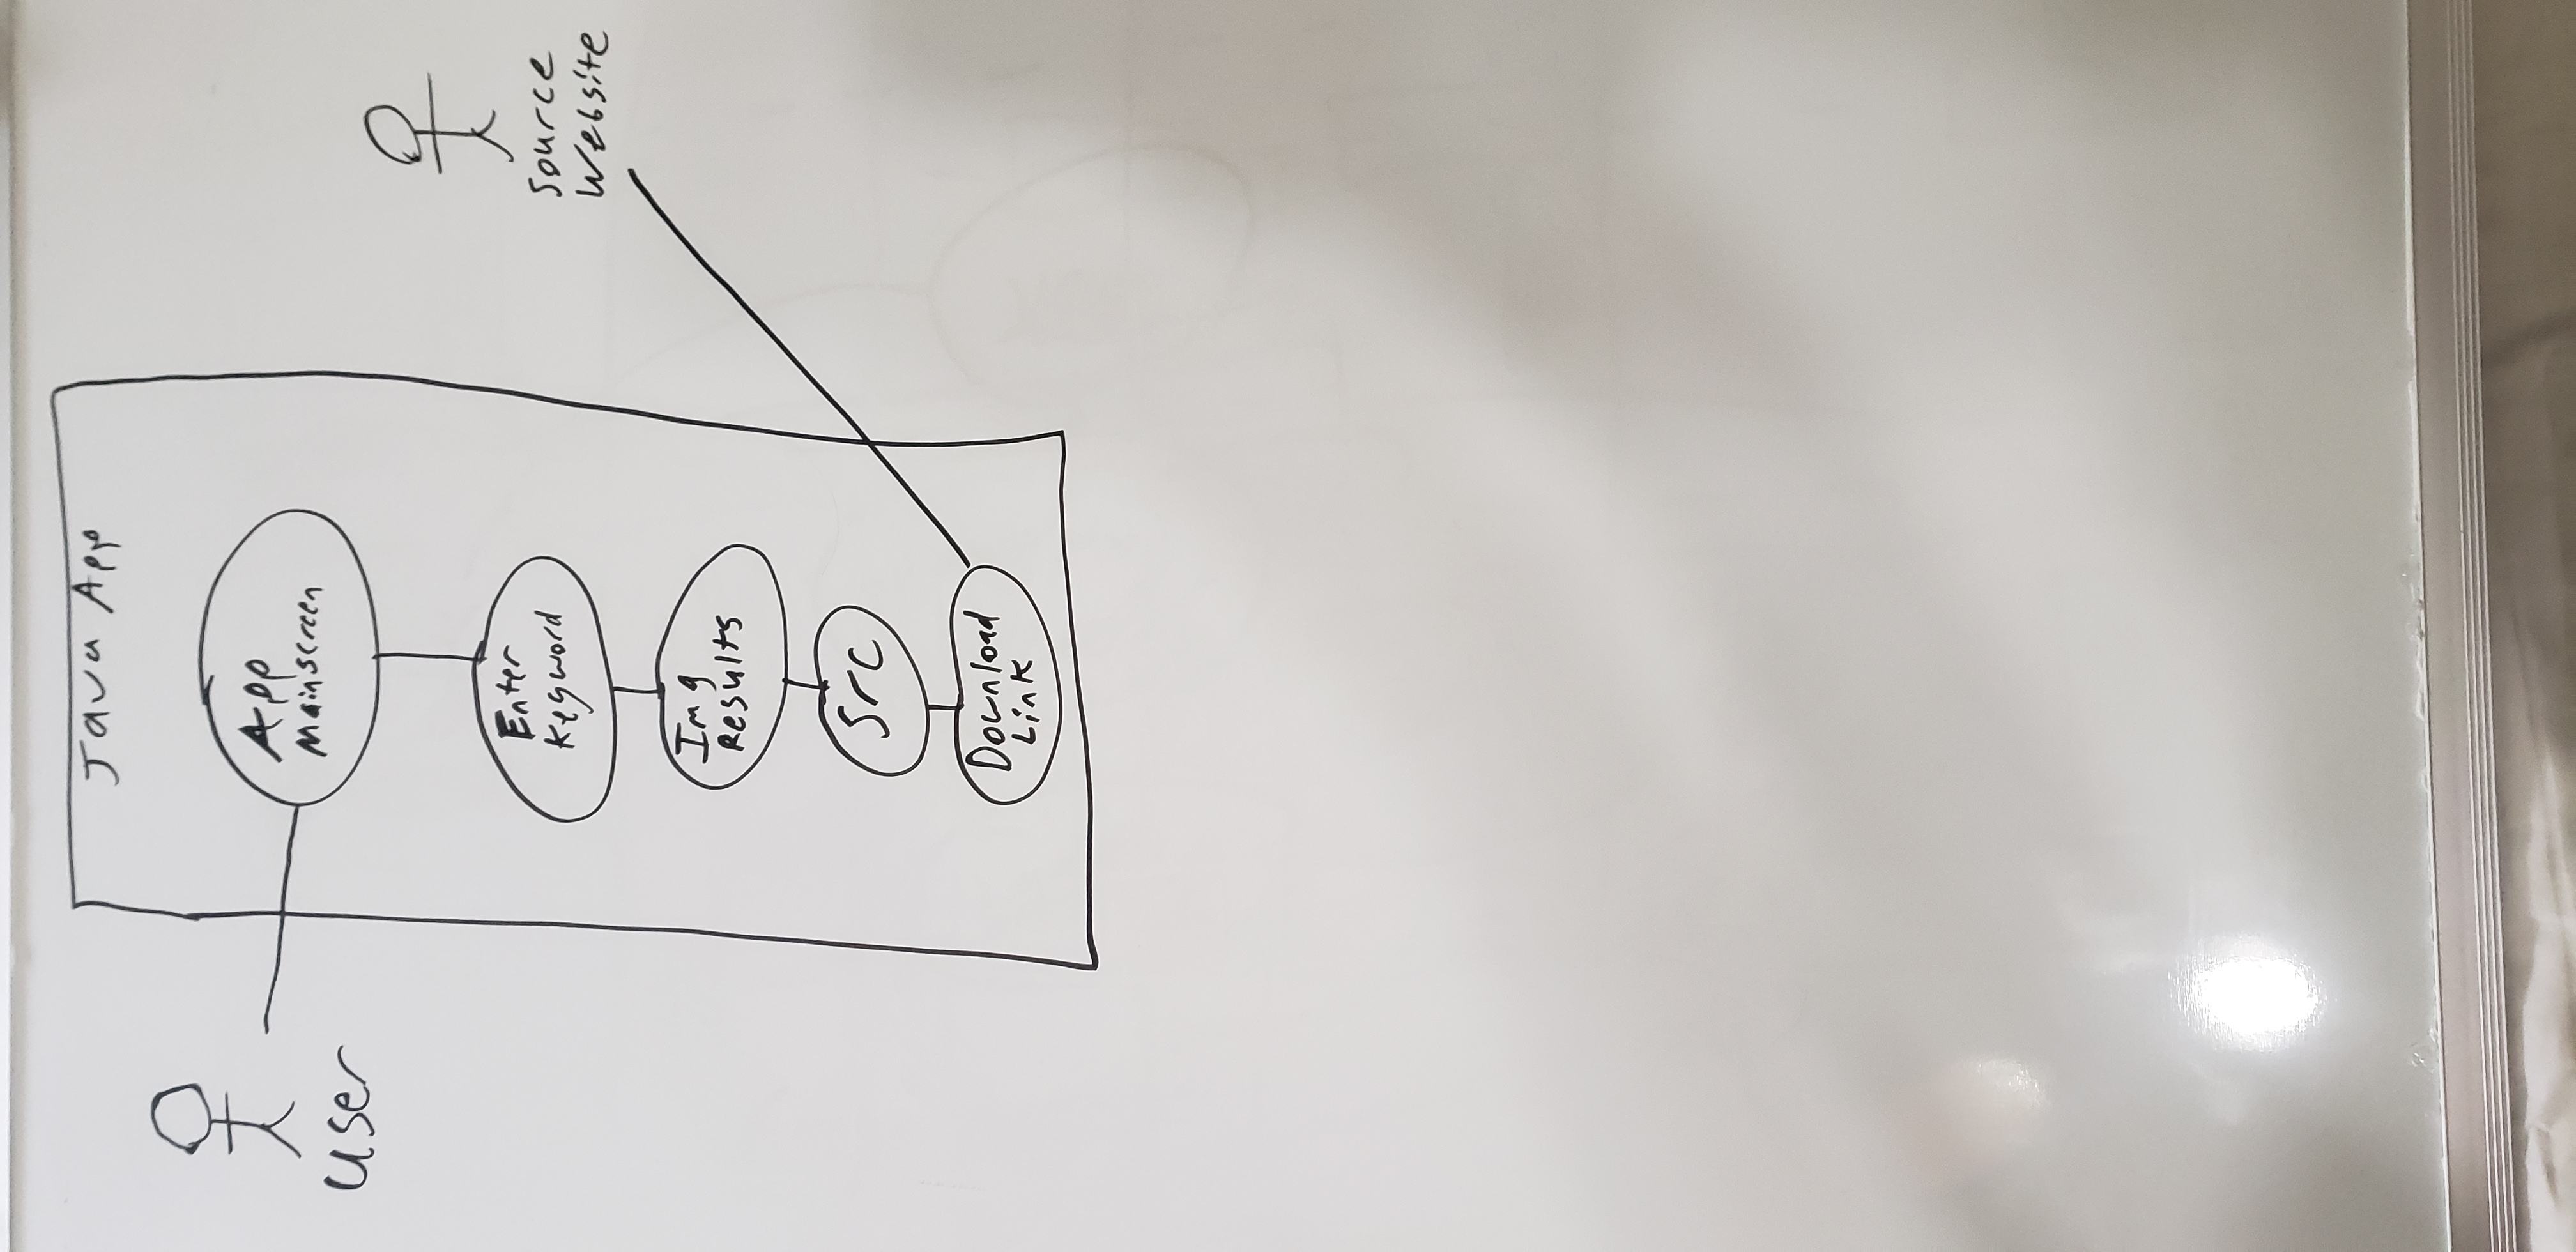 Java App
App
Mainscreen
user
Enter
Keyword
source
Website
Img
Results
Src
Download
Link